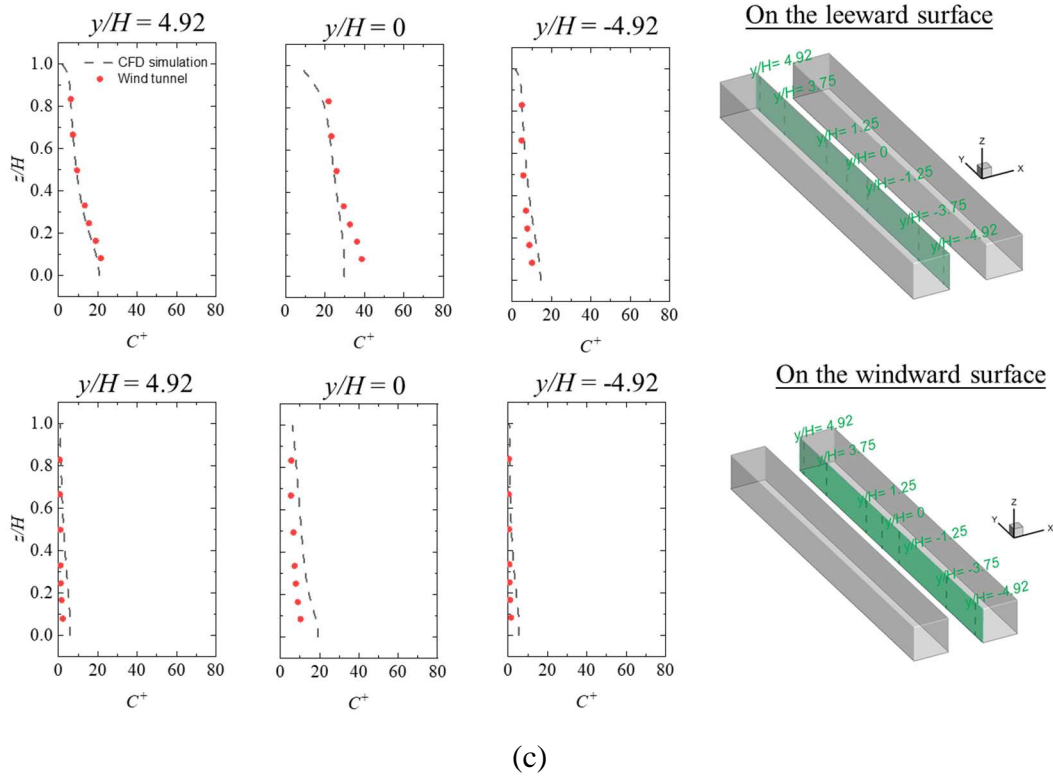 y/H = 4.92
y/H = 0
y/H = -4.92
On the leeward surface
CFD simulation
Wind tunnel
1.0
0.8
0.6
0.4
0.2
0.0
z/H
0 20 40 60 80
0 20 40 60 80
0 20 40 60 80
C+
C+
C+
y/H= 4.92
y/H= 3.75
y/H= 1.25
y/H= 0
y/H= -1.25
y/H= -3.75
y/H= -4.92
Z
Y
X
y/H = 4.92
y/H = 0
y/H = -4.92
On the windward surface
1.0
0.8
0.6
0.4
0.2
0.0
z/H
0 20 40 60 80
0 20 40 60 80
0 20 40 60 80
C+
C+
C+
y/H= 4.92
y/H= 3.75
y/H= 1.25
y/H= 0
y/H= -1.25
y/H= -3.75
y/H= -4.92
Z
Y
X
(c)